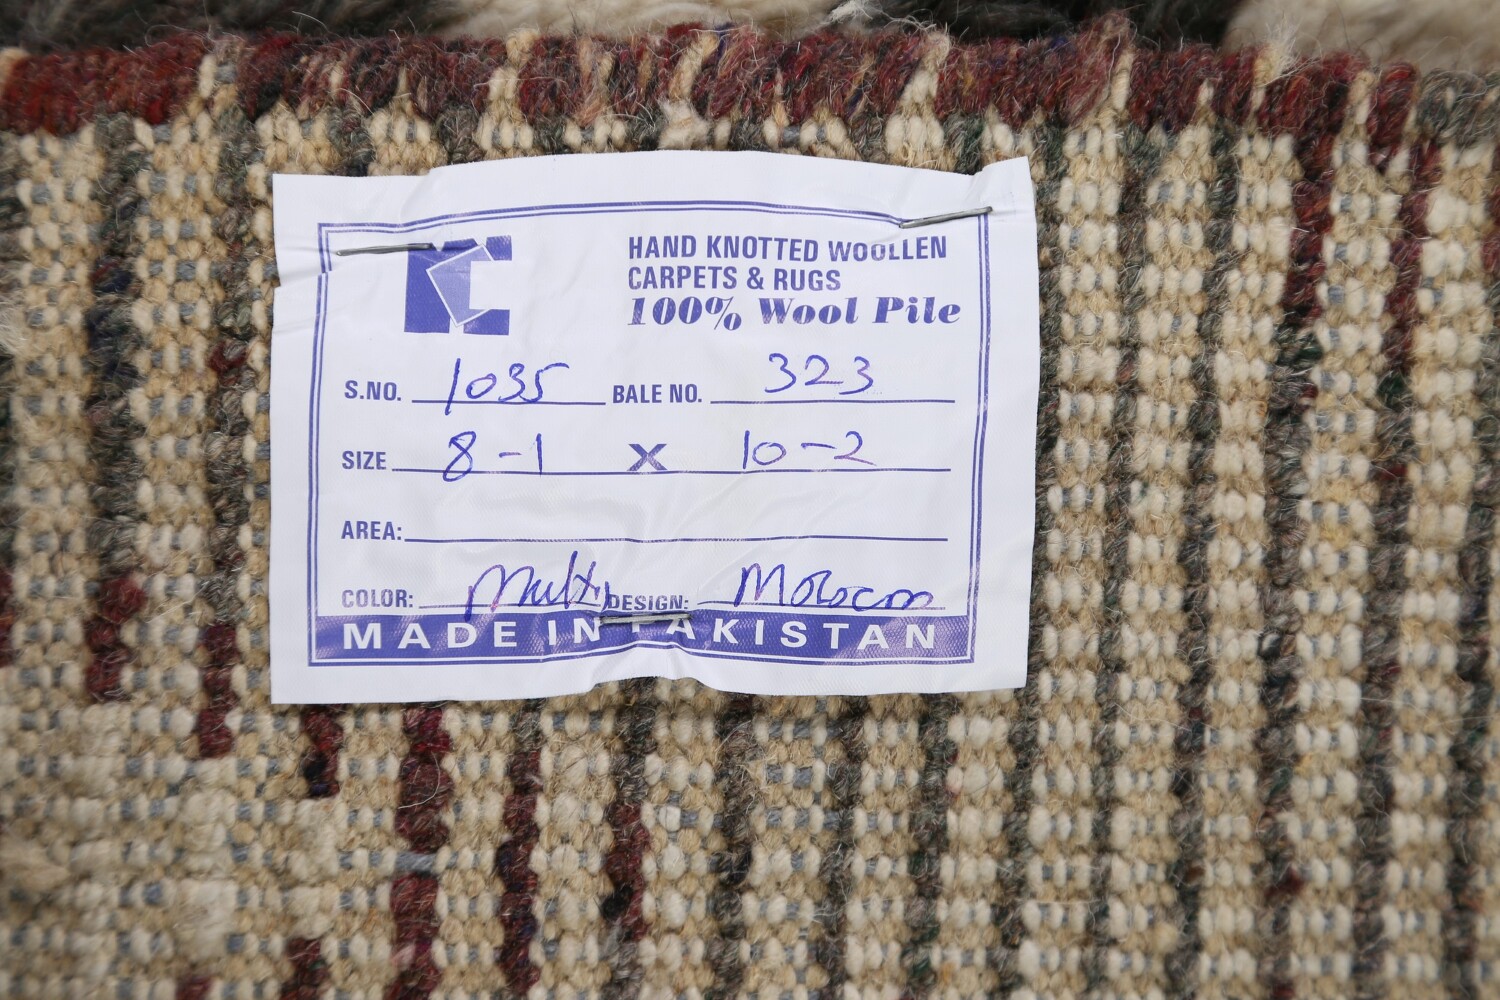 HAND KNOTTED WOOLLEN
CARPETS & RUGS
100% Wool Pile
S.NO. 1035 BALE NO. 323
SIZE 8-1 X 10-2
AREA:
COLOR: Multi DESIGN:
MADE IN PAKISTAN